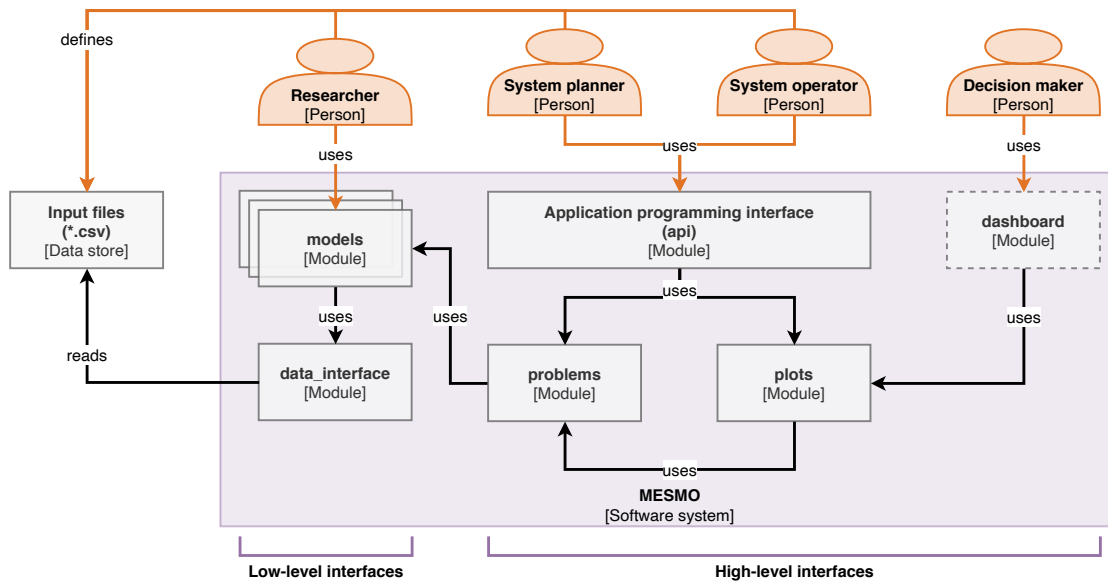 defines
Researcher
[Person]
System planner
[Person]
System operator
[Person]
Decision maker
[Person]
uses
uses
uses
Input files
(*.csv)
[Data store]
models
[Module]
Application programming interface
(api)
[Module]
dashboard
[Module]
uses
uses
uses
uses
reads
data_interface
[Module]
problems
[Module]
plots
[Module]
uses
MESMO
[Software system]
Low-level interfaces
High-level interfaces